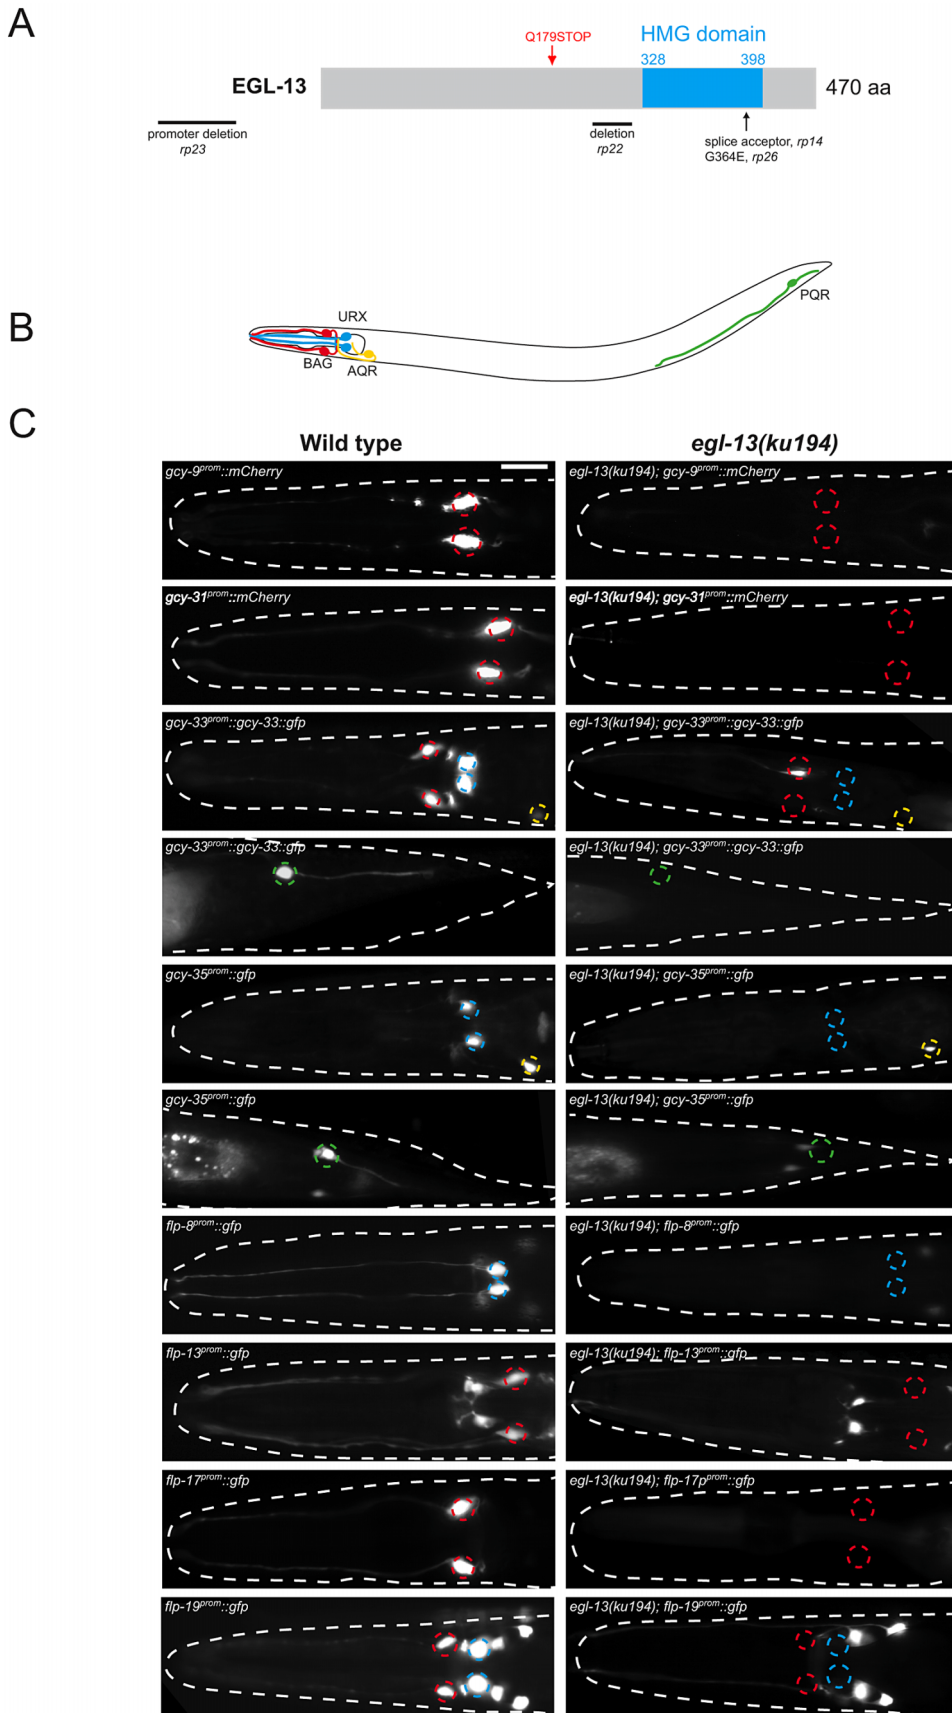 A
Q179STOP
HMG domain
328
398
EGL-13
470 aa
promoter deletion
rp23
deletion
rp22
splice acceptor, rp14
G364E, rp26
B
URX
BAG
AQR
PQR
C
Wild type
egl-13(ku194)
gcy-9prom::mCherry
egl-13(ku194); gcy-9prom::mCherry
gcy-31prom::mCherry
egl-13(ku194); gcy-31prom::mCherry
gcy-33prom::gcy-33::gfp
egl-13(ku194); gcy-33prom::gcy-33::gfp
gcy-33prom::gcy-33::gfp
egl-13(ku194); gcy-33prom::gcy-33::gfp
gcy-35prom::gfp
egl-13(ku194); gcy-35prom::gfp
gcy-35prom::gfp
egl-13(ku194); gcy-35prom::gfp
flp-8prom::gfp
egl-13(ku194); flp-8prom::gfp
flp-13prom::gfp
egl-13(ku194); flp-13prom::gfp
flp-17prom::gfp
egl-13(ku194); flp-17pprom::gfp
flp-19prom::gfp
egl-13(ku194); flp-19prom::gfp